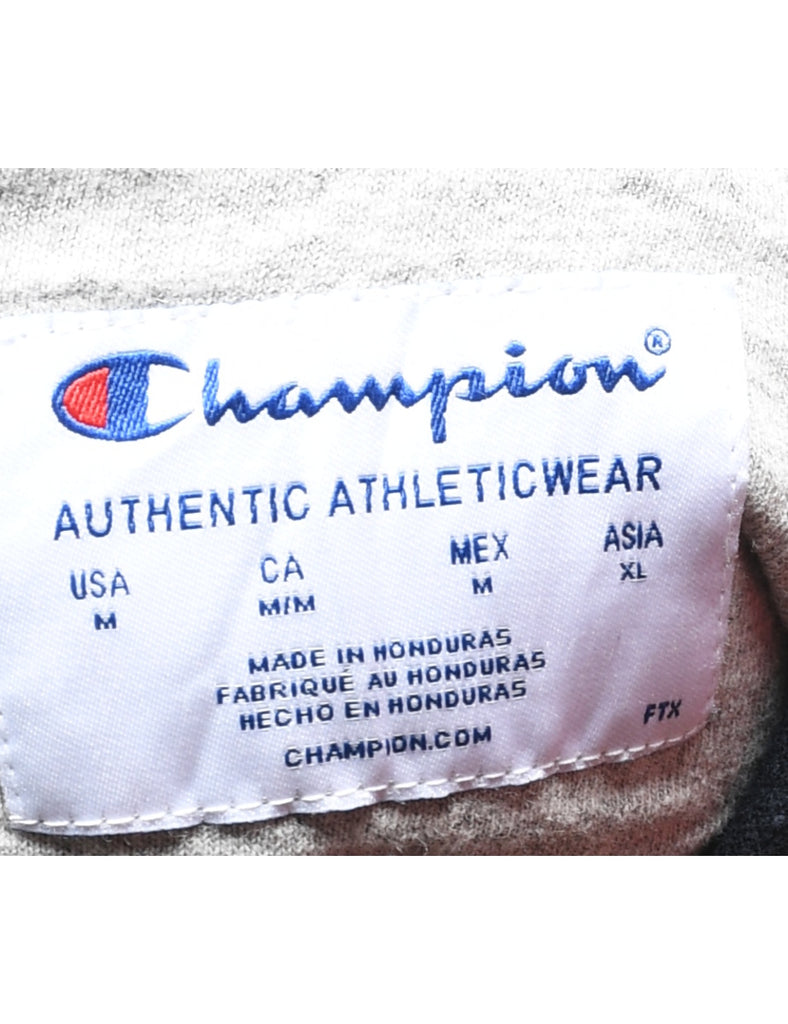 Champion®
AUTHENTIC ATHLETICWEAR
USA CA MEX ASIA
M M/M M XL
MADE IN HONDURAS
FABRIQUÉ AU HONDURAS
HECHO EN HONDURAS
CHAMPION.COM
FTX